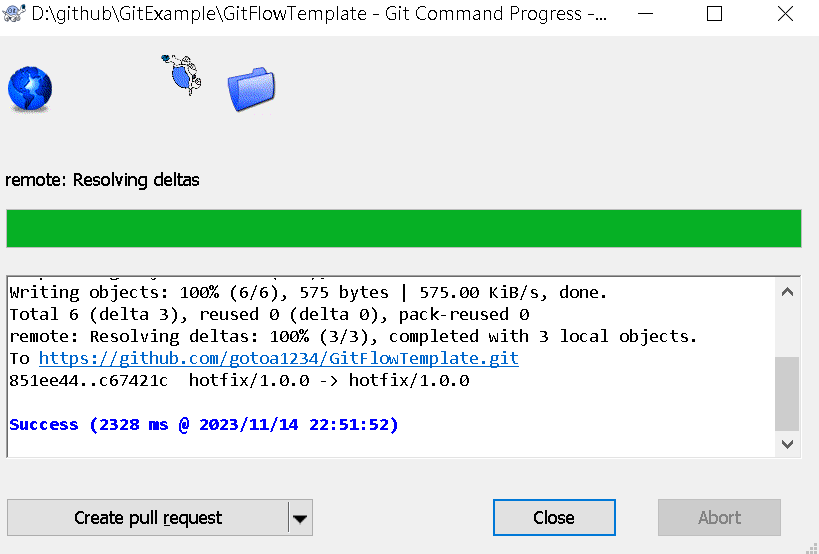 D:\github\GitExample\GitFlowTemplate - Git Command Progress -...
remote: Resolving deltas
Writing objects: 100% (6/6), 575 bytes | 575.00 KiB/s, done.
Total 6 (delta 3), reused 0 (delta 0), pack-reused 0
remote: Resolving deltas: 100% (3/3), completed with 3 local objects.
To https://github.com/gotoa1234/GitFlowTemplate.git
851ee44..c67421c  hotfix/1.0.0 -> hotfix/1.0.0
Success (2328 ms @ 2023/11/14 22:51:52)
Create pull request
Close
Abort